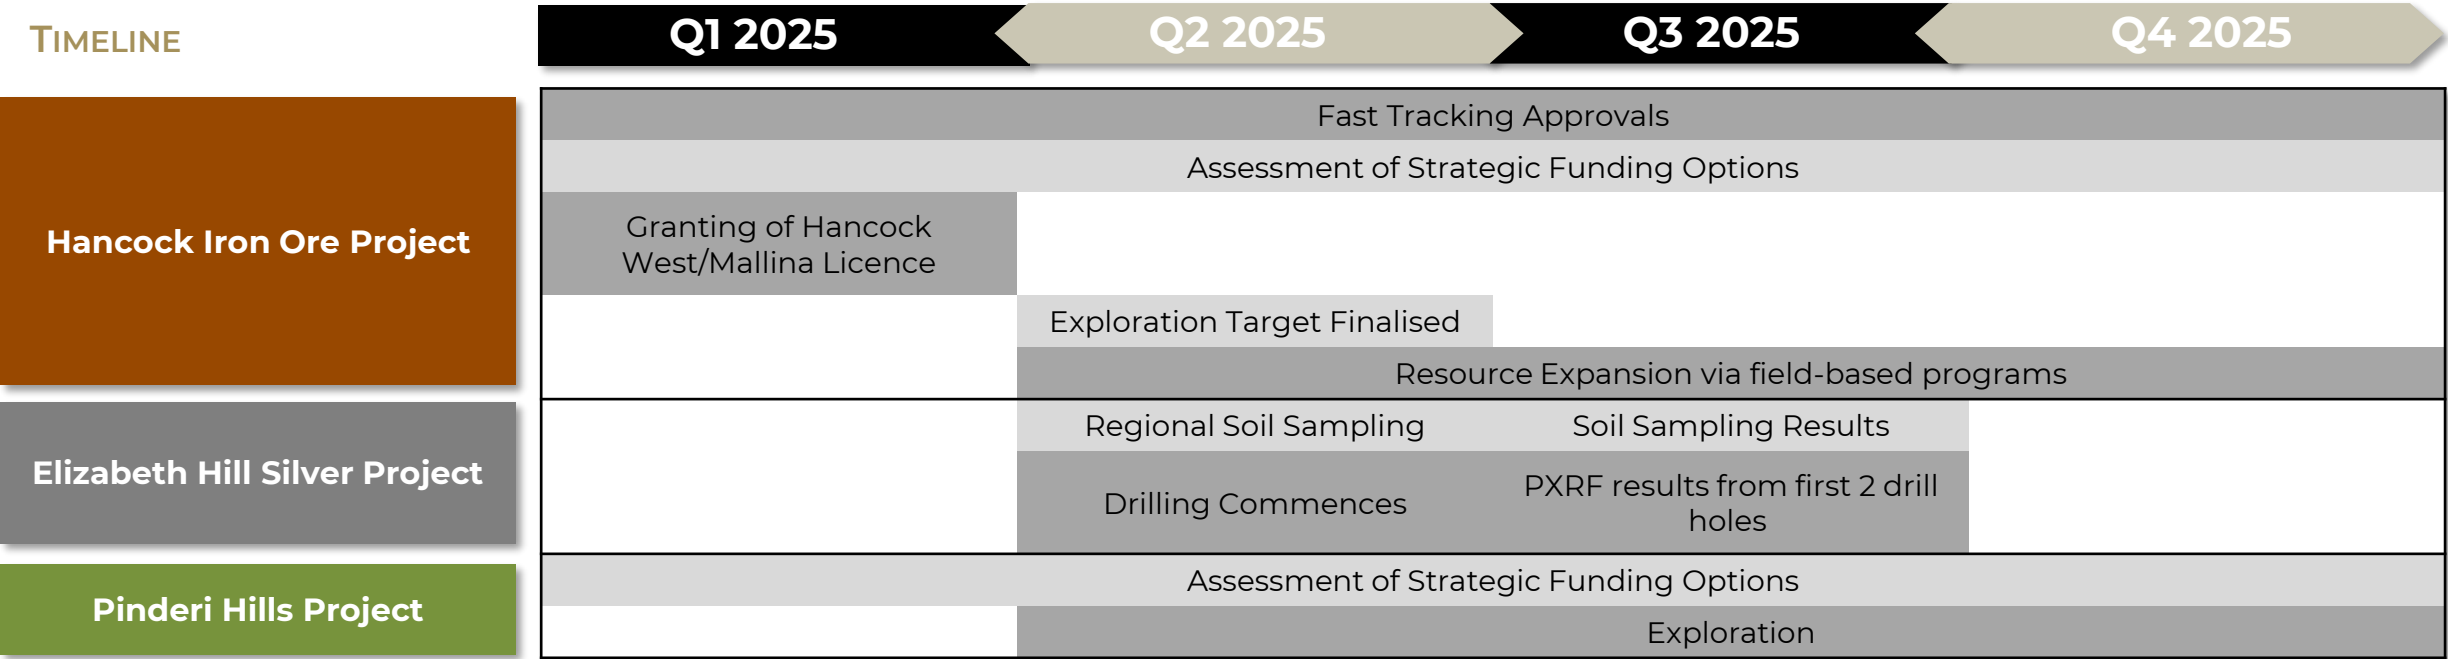 TIMELINE
Q1 2025
Q2 2025
Q3 2025
Q4 2025
Hancock Iron Ore Project
Fast Tracking Approvals
Assessment of Strategic Funding Options
Granting of Hancock
West/Mallina Licence
Exploration Target Finalised
Resource Expansion via field-based programs
Elizabeth Hill Silver Project
Regional Soil Sampling
Soil Sampling Results
Drilling Commences
PXRF results from first 2 drill
holes
Pinderi Hills Project
Assessment of Strategic Funding Options
Exploration